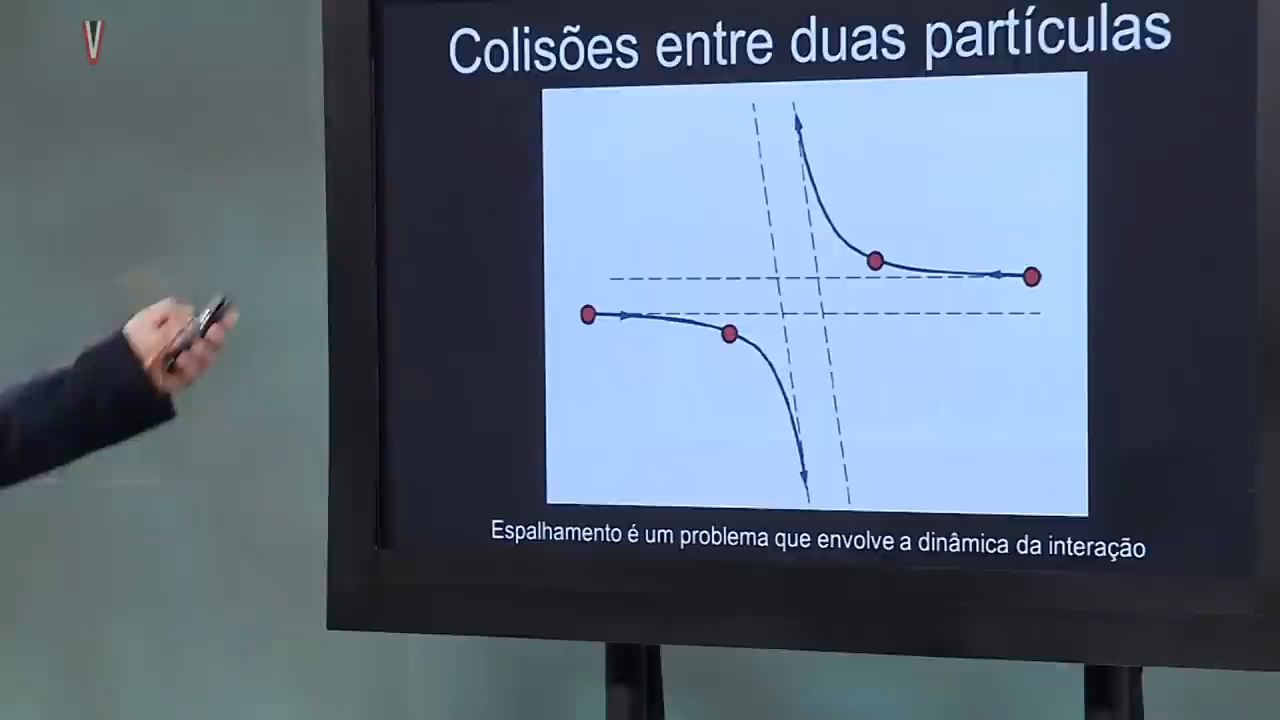 V
Colisões entre duas partículas
Espalhamento é um problema que envolve a dinâmica da interação